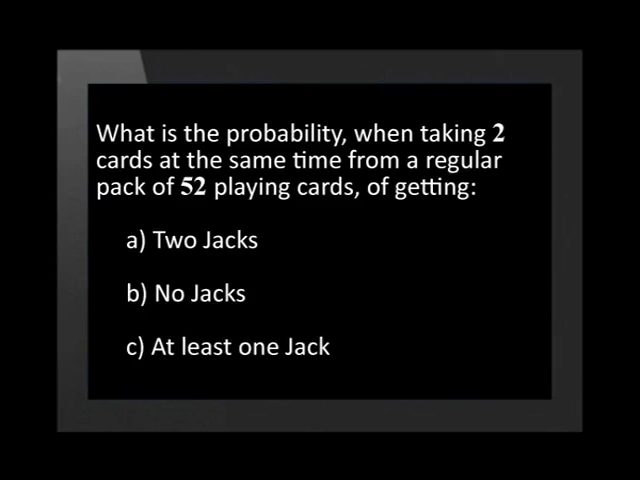 What is the probability, when taking 2
cards at the same time from a regular
pack of 52 playing cards, of getting:
a) Two Jacks
b) No Jacks
c) At least one Jack